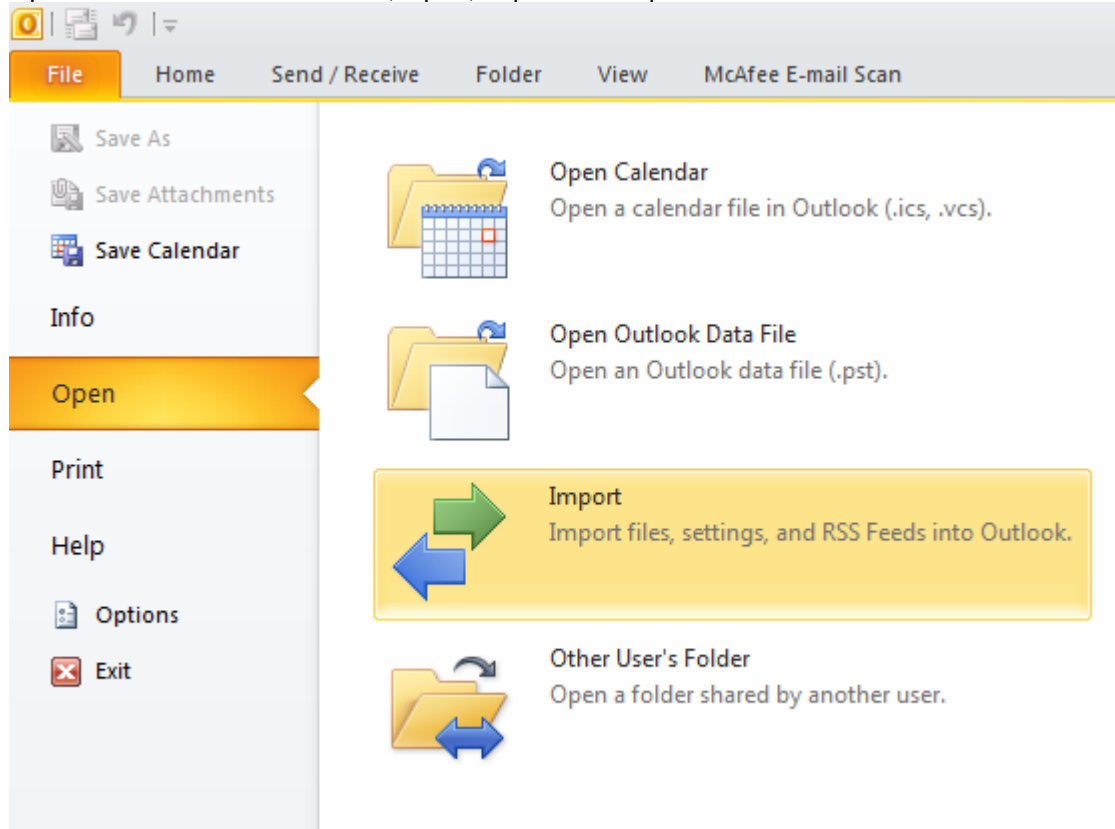 File Home Send / Receive Folder View McAfee E-mail Scan
Save As
Save Attachments
Save Calendar
Info
Open
Print
Help
Options
Exit
Open Calendar
Open a calendar file in Outlook (.ics, .vcs).
Open Outlook Data File
Open an Outlook data file (.pst).
Import
Import files, settings, and RSS Feeds into Outlook.
Other User's Folder
Open a folder shared by another user.